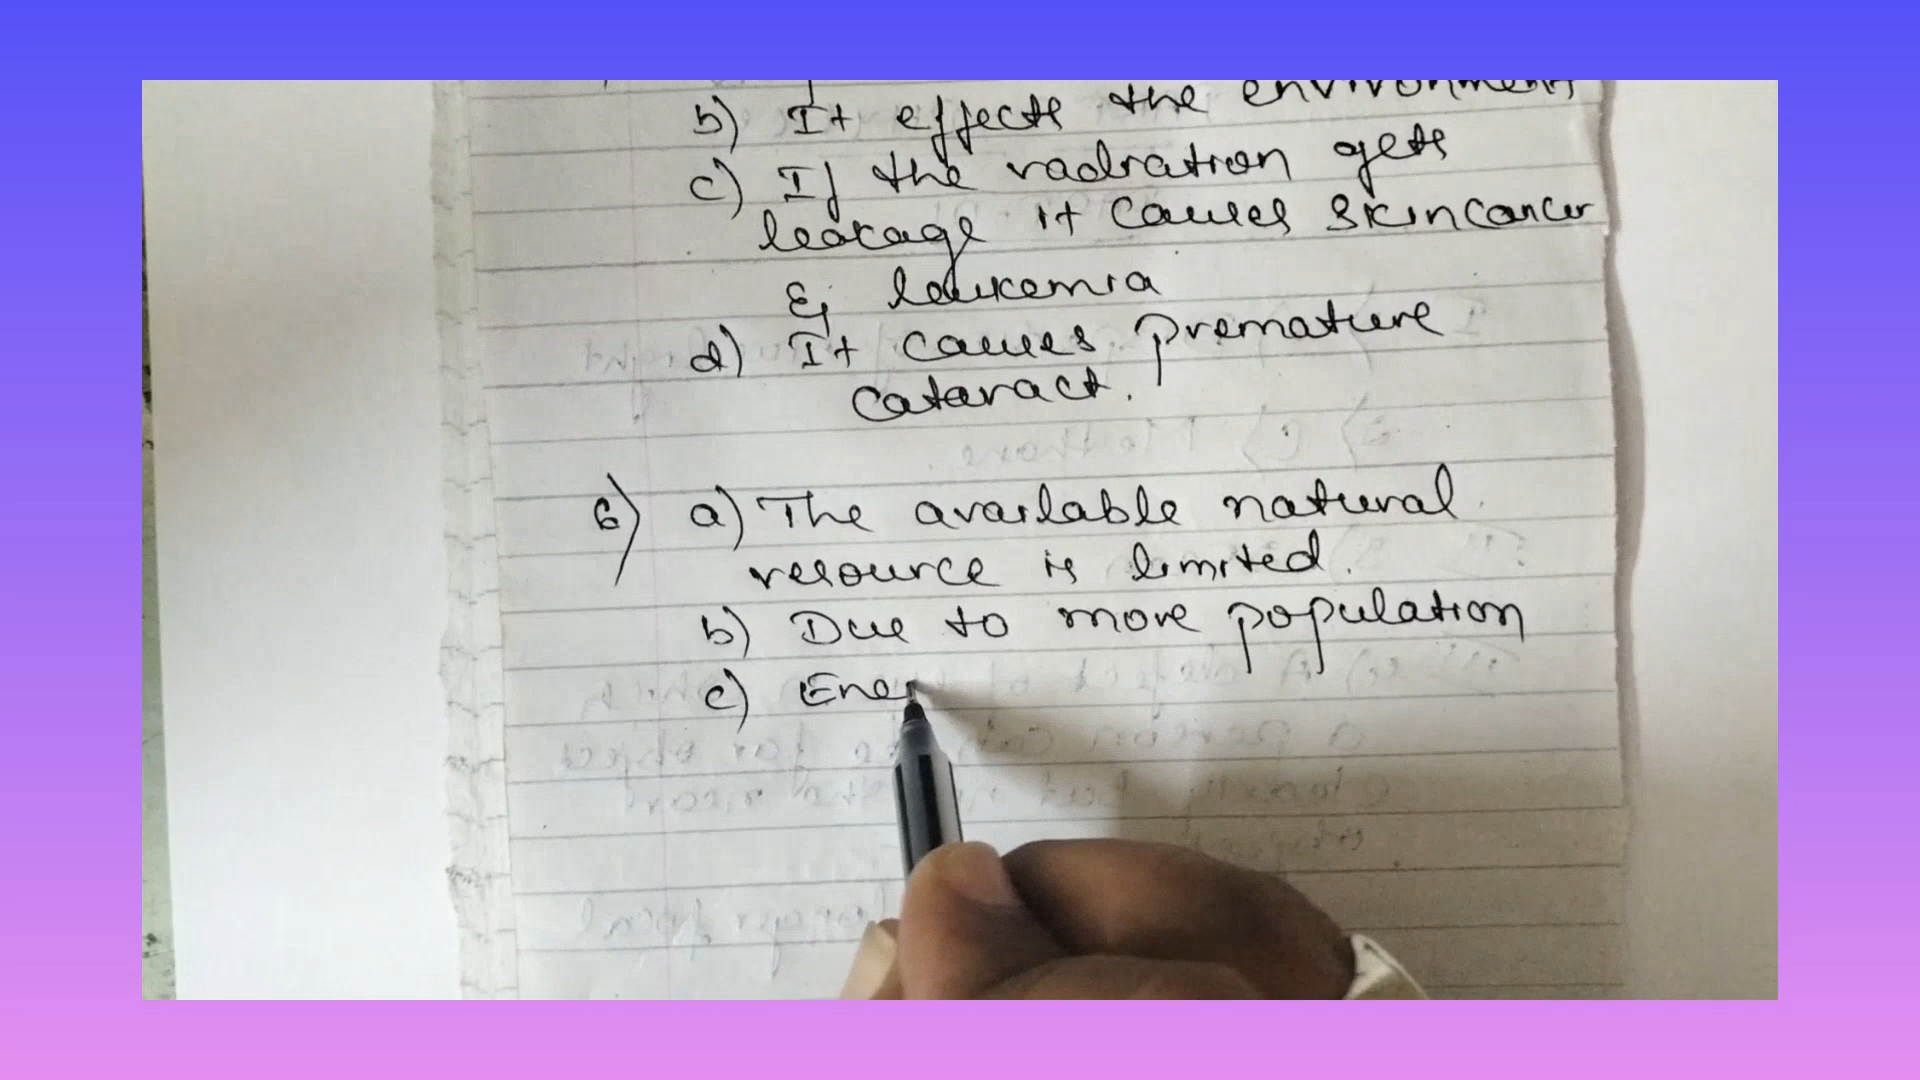 b) It effects the environment
c) If the radiation gets
leakage it causes skin cancer
& leukemia
d) It causes premature
cataract.
6) a) The available natural
resource is limited.
b) Due to more population
c) Ener